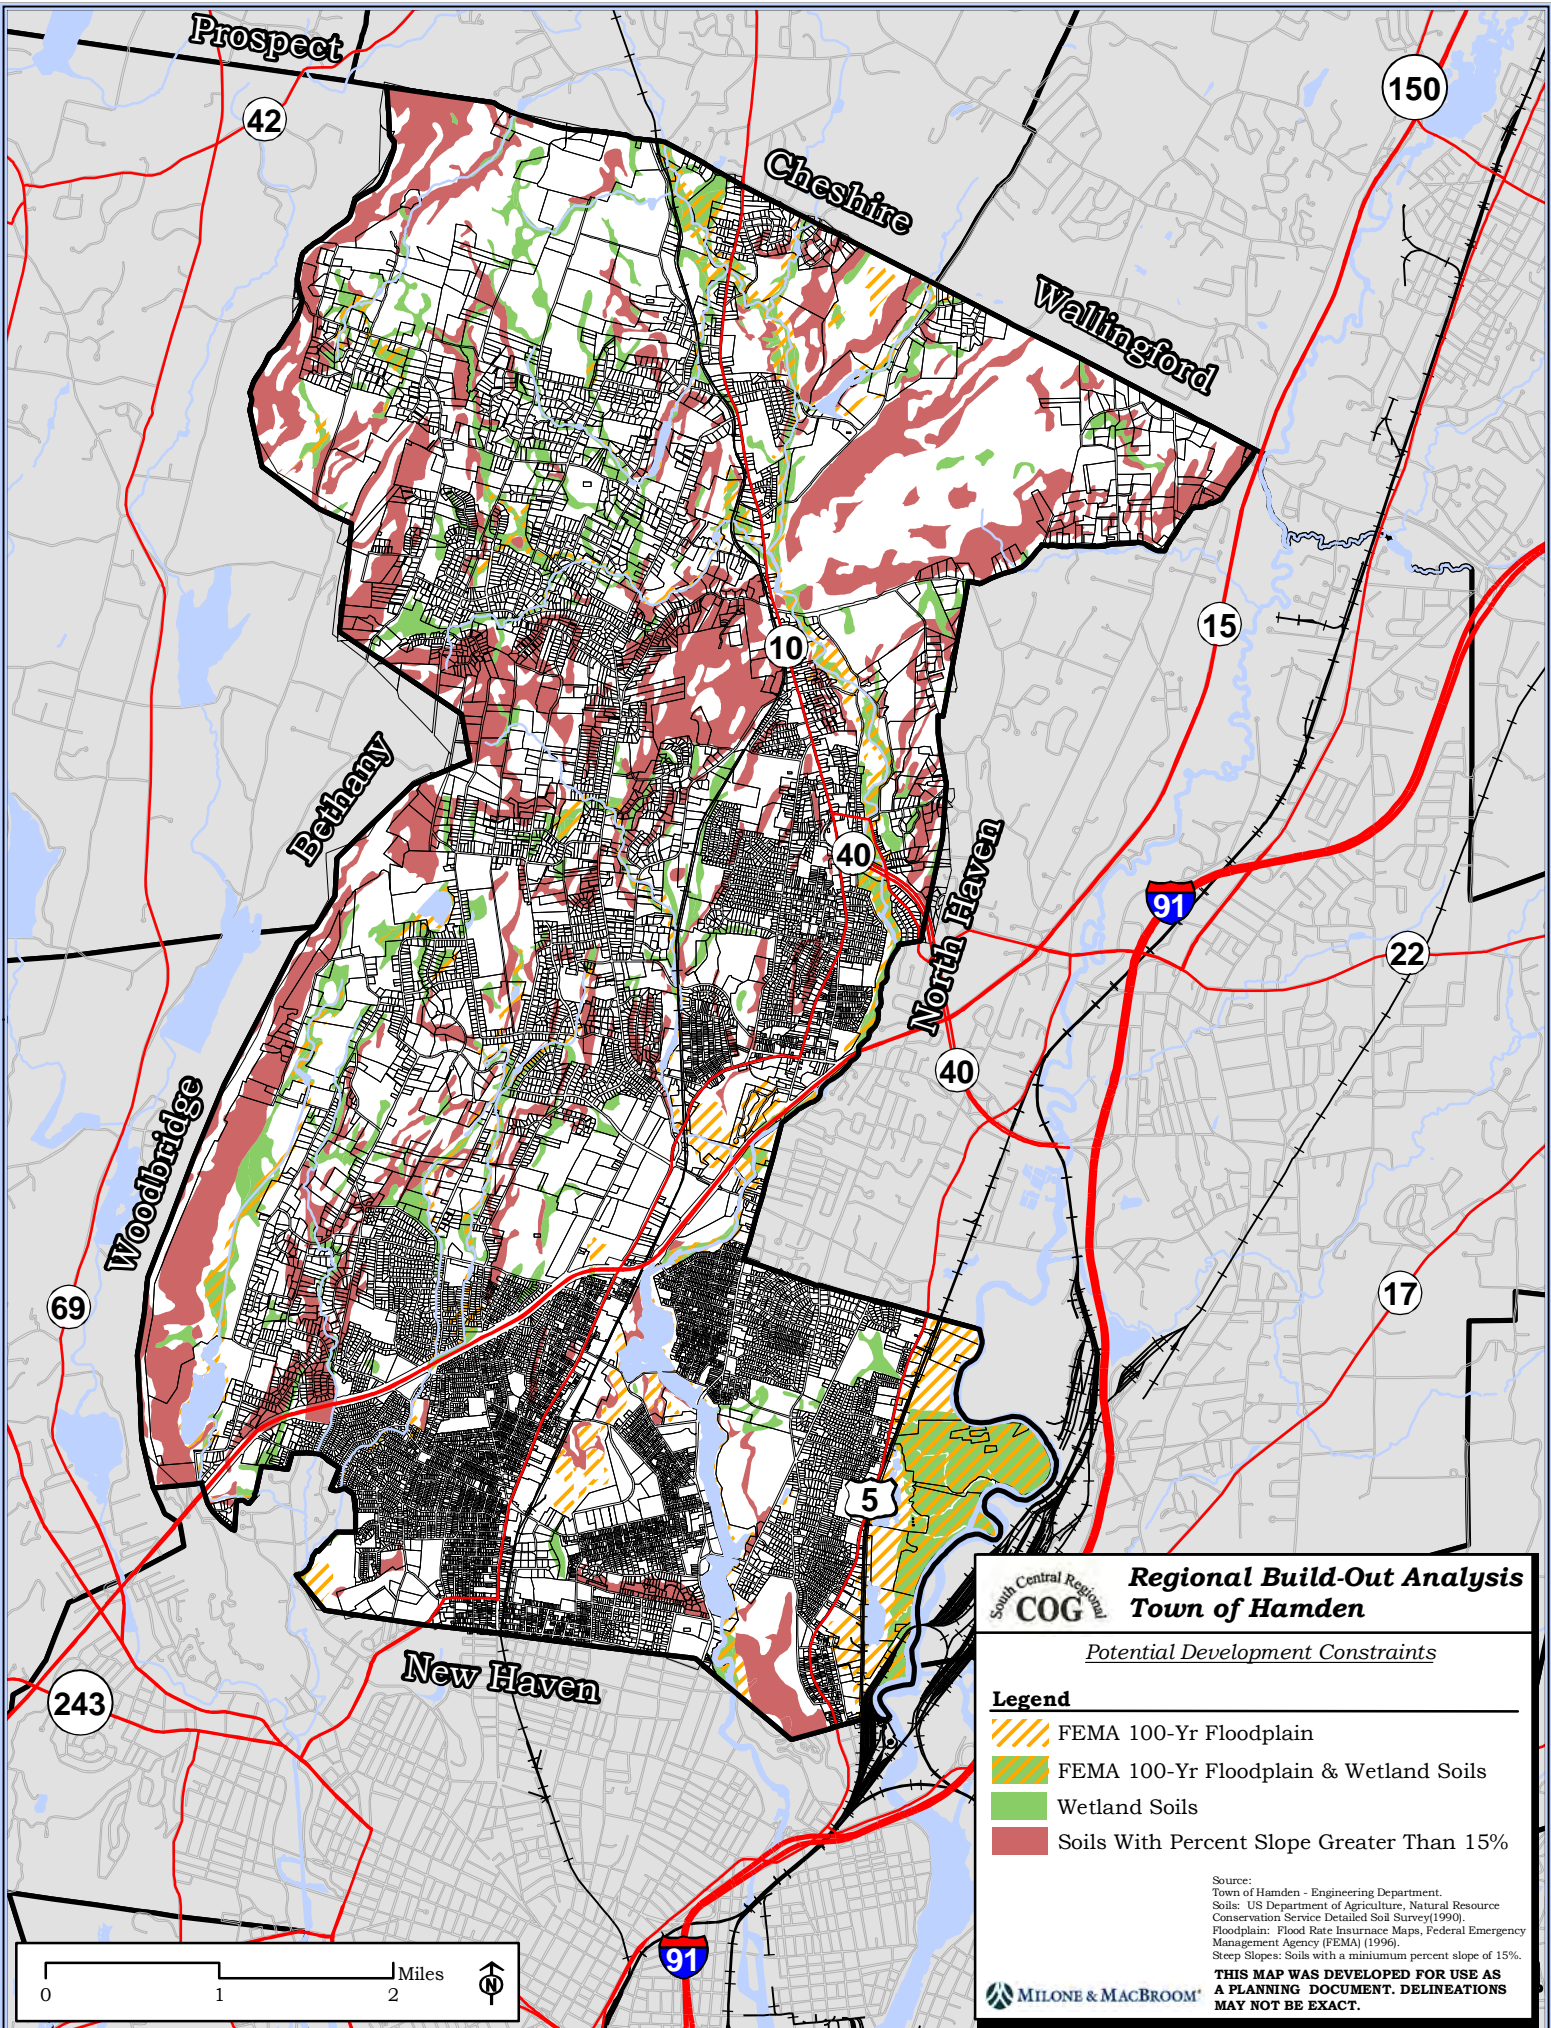 Prospect
42
150
Cheshire
Wallingford
15
10
Bethany
40
North Haven
91
22
40
Woodbridge
69
17
5
New Haven
243
91
South Central Regional
COG
Regional Build-Out Analysis
Town of Hamden
Potential Development Constraints
Legend
FEMA 100-Yr Floodplain
FEMA 100-Yr Floodplain & Wetland Soils
Wetland Soils
Soils With Percent Slope Greater Than 15%
Source:
Town of Hamden - Engineering Department.
Soils: US Department of Agriculture, Natural Resource
Conservation Service Detailed Soil Survey(1990).
Floodplain: Flood Rate Insurnace Maps, Federal Emergency
Management Agency (FEMA) (1996).
Steep Slopes: Soils with a miniumum percent slope of 15%.
THIS MAP WAS DEVELOPED FOR USE AS
A PLANNING DOCUMENT. DELINEATIONS
MAY NOT BE EXACT.
MILONE & MACBROOM
Miles
0 1 2
N